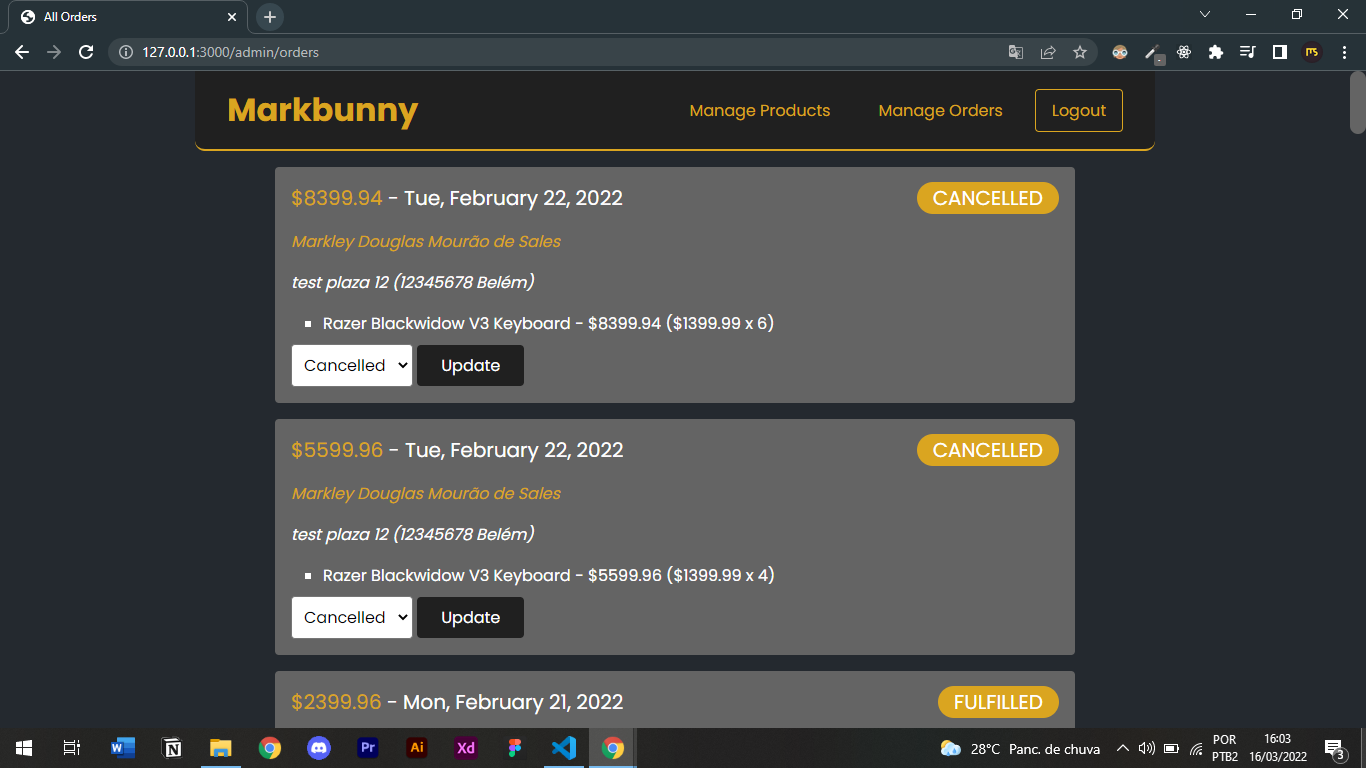 All Orders
127.0.0.1:3000/admin/orders
Markbunny
Manage Products
Manage Orders
Logout
$8399.94 - Tue, February 22, 2022
CANCELLED
Markley Douglas Mourão de Sales
test plaza 12 (12345678 Belém)
Razer Blackwidow V3 Keyboard - $8399.94 ($1399.99 x 6)
Cancelled
Update
$5599.96 - Tue, February 22, 2022
CANCELLED
Markley Douglas Mourão de Sales
test plaza 12 (12345678 Belém)
Razer Blackwidow V3 Keyboard - $5599.96 ($1399.99 x 4)
Cancelled
Update
$2399.96 - Mon, February 21, 2022
FULFILLED
W
N
Pr
Ai
Xd
28°C Panc. de chuva
POR
PTB2
16:03
16/03/2022
3